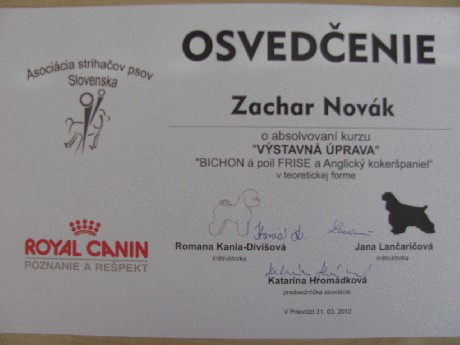 Asociácia strihačov psov
Slovenska
OSVEDČENIE
Zachar Novák
o absolvovaní kurzu
"VÝSTAVNÁ ÚPRAVA"
"BICHON á poil FRISE a Anglický kokeršpaniel"
v teoretickej forme
ROYAL CANIN
POZNANIE A REŠPEKT
Romana Kania-Divišová
inštruktorka
Jana Lančaričová
inštruktorka
Katarína Hromádková
predsedníčka asociácie
V Prievidzi 31. 03. 2012